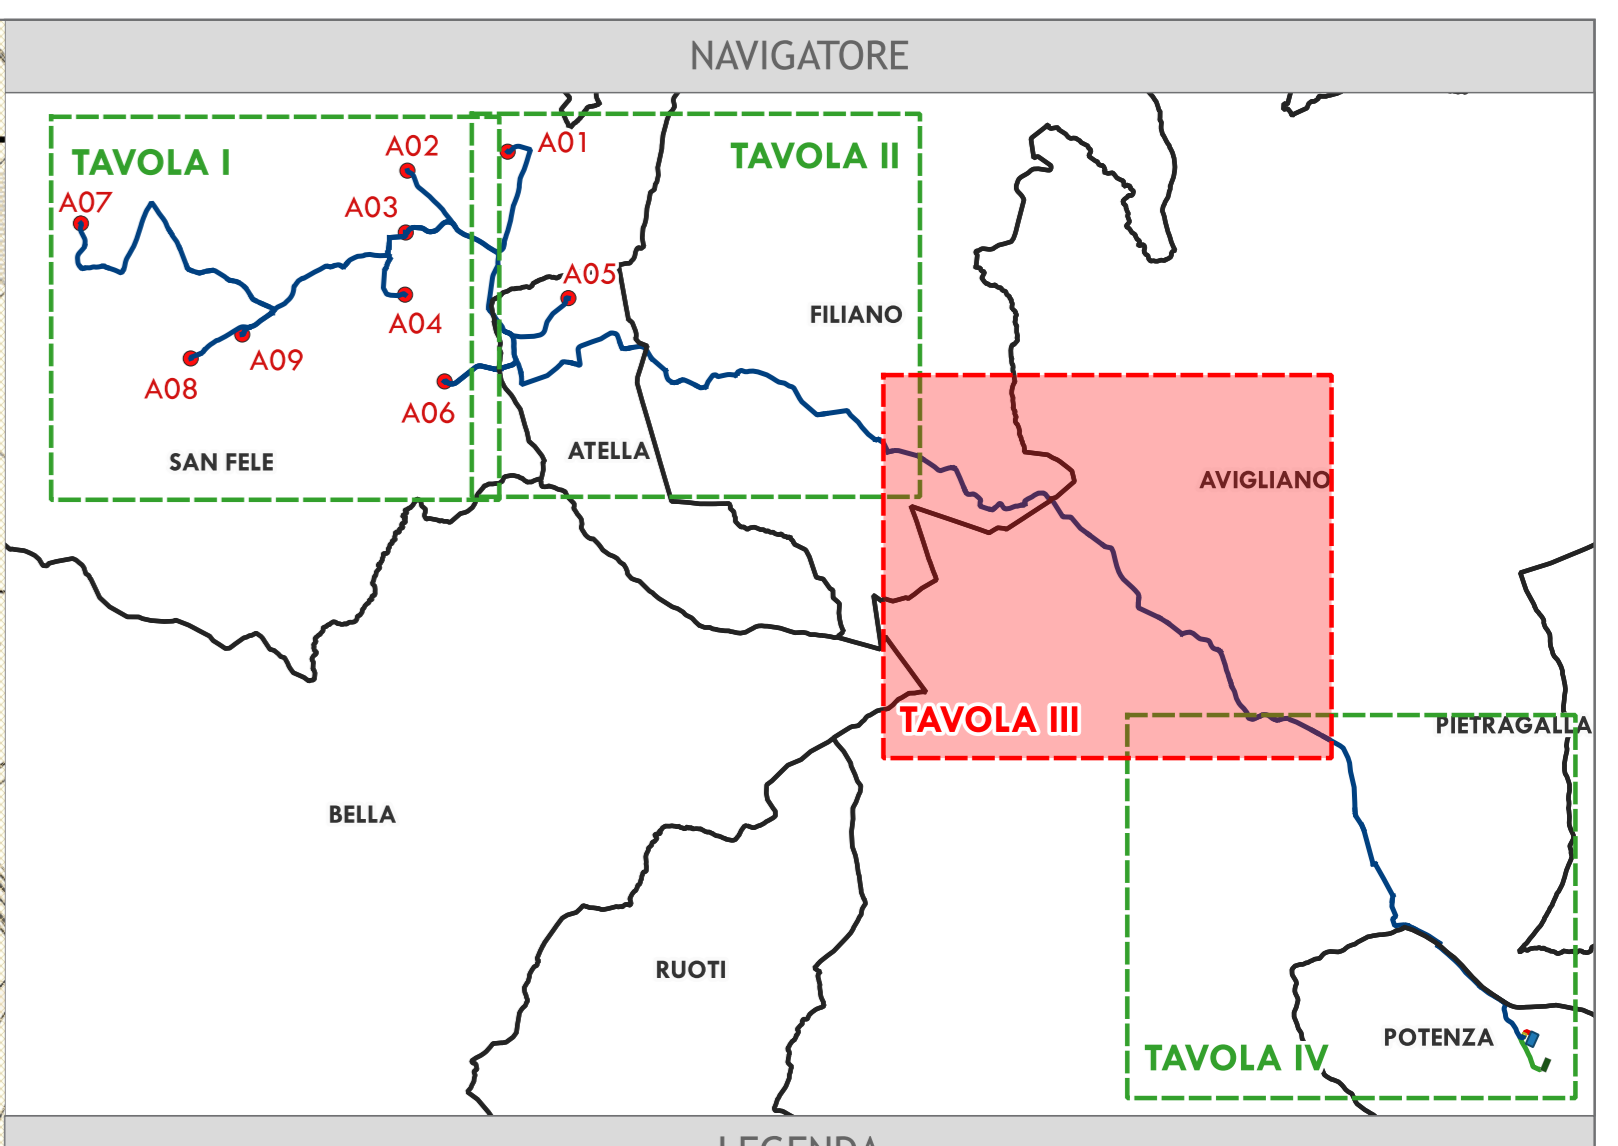 NAVIGATORE
TAVOLA I
TAVOLA II
A01
A02
A03
A07
A05
A04
A09
A08
A06
FILIANO
SAN FELE
ATELLA
AVIGLIANO
TAVOLA III
PIETRAGALLA
BELLA
RUOTI
POTENZA
TAVOLA IV
LEGENDA